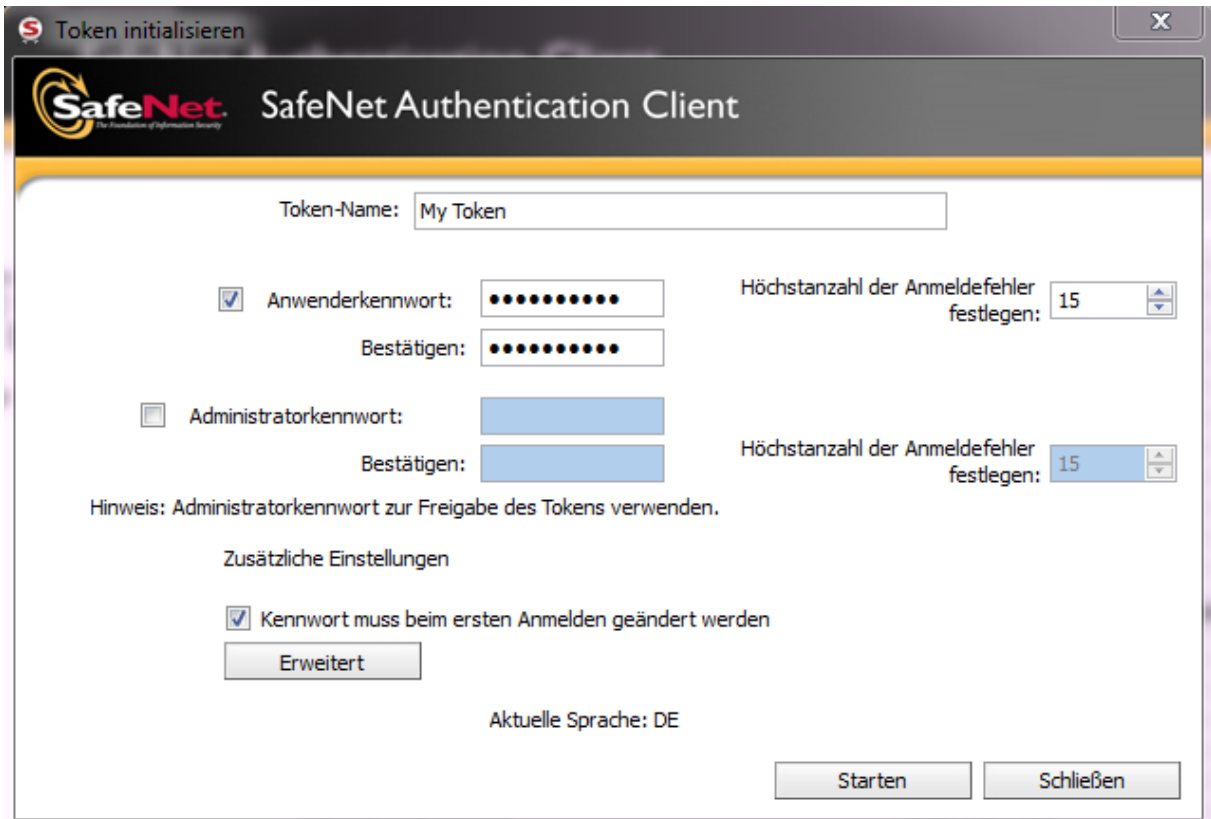 Token initialisieren
SafeNet.
The Foundation of Information Security
SafeNet Authentication Client
Token-Name: My Token
Anwenderkennwort: ●●●●●●●●●●
Höchstanzahl der Anmeldefehler
festlegen: 15
Bestätigen: ●●●●●●●●●●
Administratorkennwort:
Bestätigen:
Höchstanzahl der Anmeldefehler
festlegen: 15
Hinweis: Administratorkennwort zur Freigabe des Tokens verwenden.
Zusätzliche Einstellungen
Kennwort muss beim ersten Anmelden geändert werden
Erweitert
Aktuelle Sprache: DE
Starten
Schließen